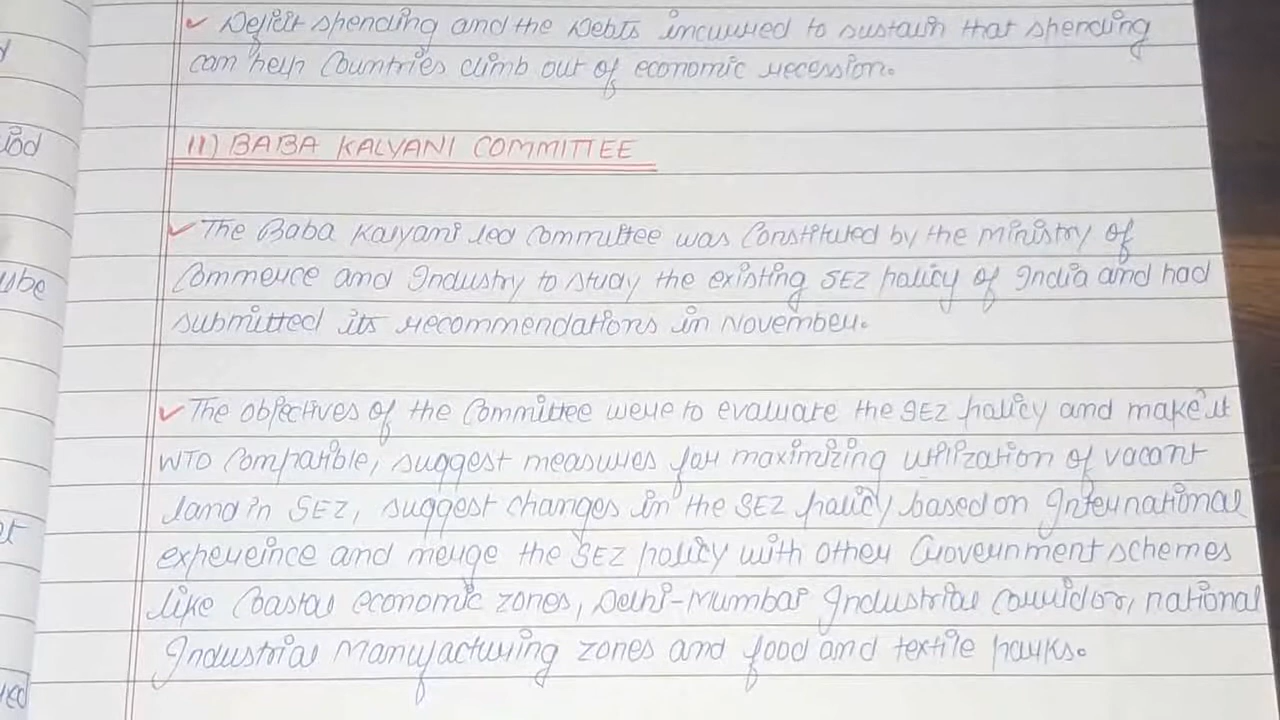 ✓ Deficit spending and the Debts incurred to sustain that spending
can help Countries climb out of economic recession.
11) BABA KALYANI COMMITTEE
✓ The Baba Kalyani led Committee was Constituted by the ministry of
Commerce and Industry to study the existing SEZ policy of India and had
submitted its recommendations in November.
✓ The objectives of the Committee were to evaluate the SEZ policy and make it
WTO Compatible, suggest measures for maximizing utilization of vacant
land in SEZ, suggest changes in the SEZ policy based on International
expereince and merge the SEZ policy with other Government schemes
like Coastal economic zones, Delhi-Mumbai Industrial Corridor, national
Industrial Manufacturing zones and food and textile parks.